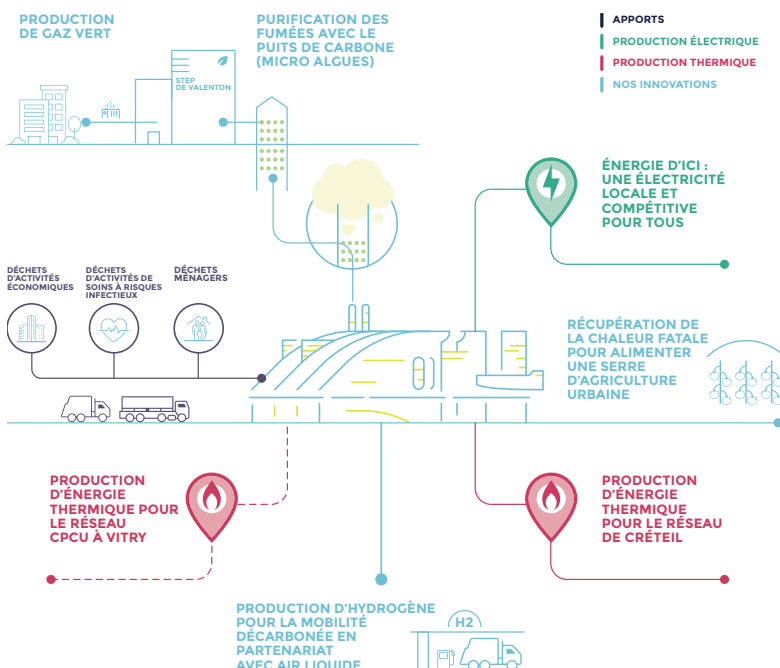 PRODUCTION
DE GAZ VERT
PURIFICATION DES
FUMÉES AVEC LE
PUITS DE CARBONE
(MICRO ALGUES)
APPORTS
PRODUCTION ÉLECTRIQUE
PRODUCTION THERMIQUE
NOS INNOVATIONS
STEP
DE VALENTON
ÉNERGIE D'ICI :
UNE ÉLECTRICITÉ
LOCALE ET
COMPÉTITIVE
POUR TOUS
DÉCHETS
D'ACTIVITÉS
ÉCONOMIQUES
DÉCHETS
D'ACTIVITÉS DE
SOINS À RISQUES
INFECTIEUX
DÉCHETS
MÉNAGERS
RÉCUPÉRATION DE
LA CHALEUR FATALE
POUR ALIMENTER
UNE SERRE
D'AGRICULTURE
URBAINE
PRODUCTION
D'ÉNERGIE
THERMIQUE POUR
LE RÉSEAU
CPCU À VITRY
PRODUCTION
D'ÉNERGIE
THERMIQUE
POUR LE RÉSEAU
DE CRÉTEIL
PRODUCTION D'HYDROGÈNE
POUR LA MOBILITÉ
DÉCARBONÉE EN
PARTENARIAT
AVEC AIR LIQUIDE
H2